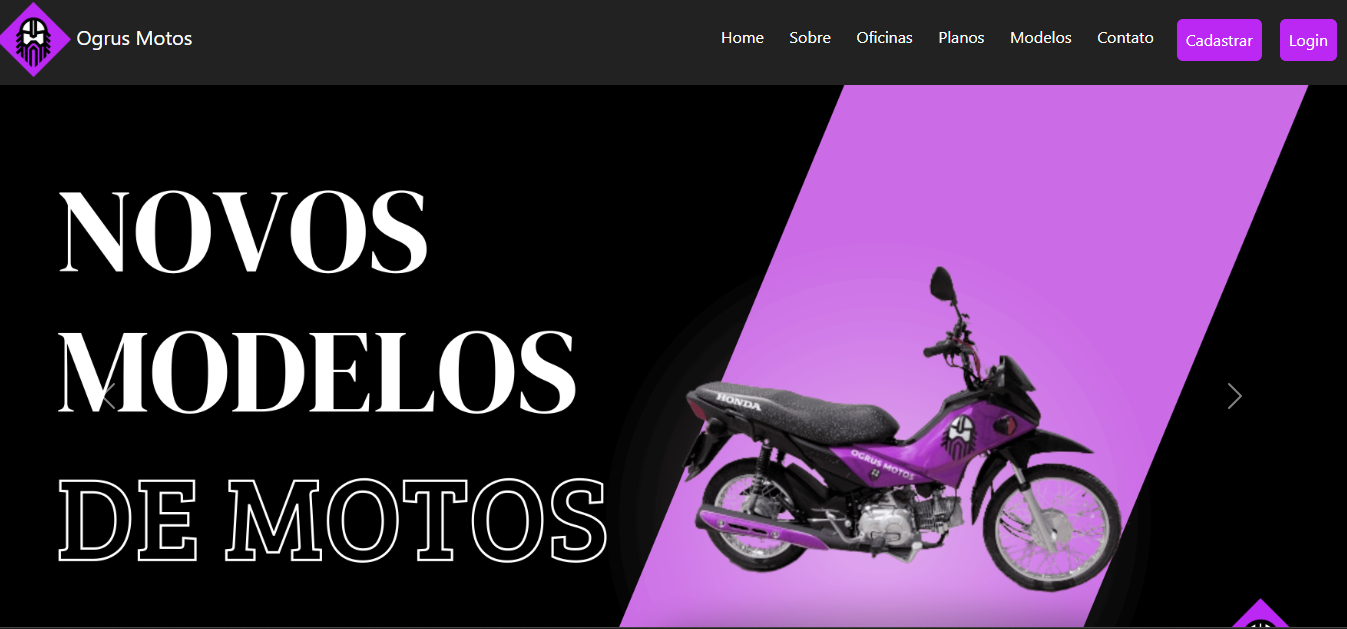 Ogrus Motos
Home Sobre Oficinas Planos Modelos Contato Cadastrar Login
NOVOS
MODELOS
DE MOTOS
HONDA
OGRUS MOTOS